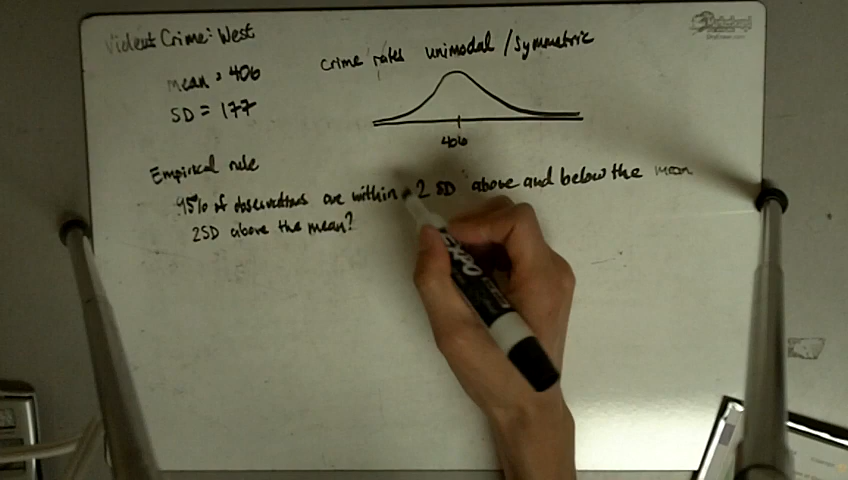 Violent Crime: West
mean = 406
SD = 177
crime rates unimodal / symmetric
406
Empirical rule
95% of observations are within 2 SD above and below the mean
2SD above the mean?
EXPO